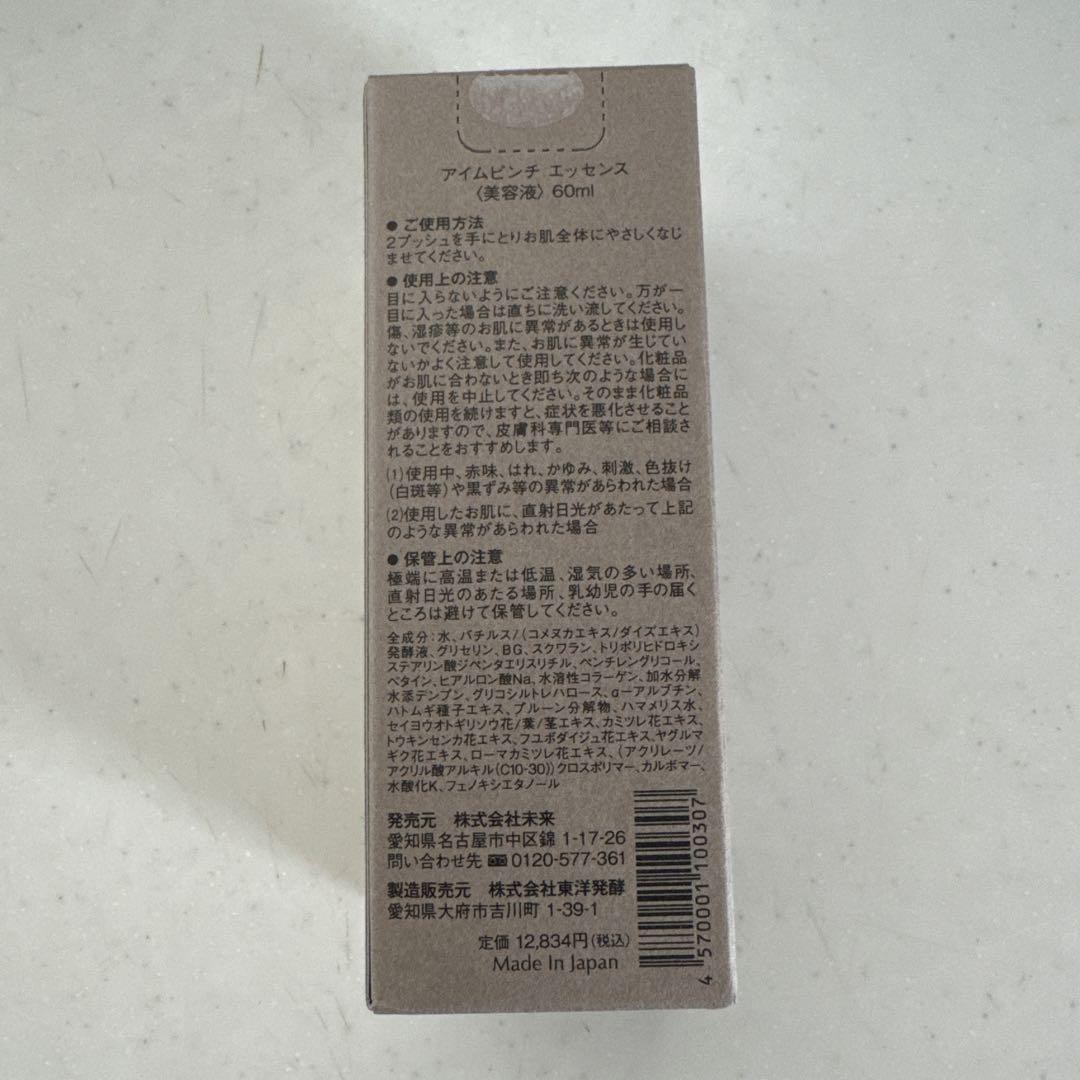 アイムピンチ エッセンス
〈美容液〉60ml
● ご使用方法
2プッシュを手にとりお肌全体にやさしくなじ
ませてください。
● 使用上の注意
目に入らないようにご注意ください。万が一
目に入った場合は直ちに洗い流してください。
傷、湿疹等のお肌に異常があるときは使用し
ないでください。また、お肌に異常が生じてい
ないかよく注意して使用してください。化粧品
がお肌に合わないとき即ち次のような場合に
は、使用を中止してください。そのまま化粧品
類の使用を続けますと、症状を悪化させること
がありますので、皮膚科専門医等にご相談さ
れることをおすすめします。
(1)使用中、赤味、はれ、かゆみ、刺激、色抜け
(白斑等)や黒ずみ等の異常があらわれた場合
(2)使用したお肌に、直射日光があたって上記
のような異常があらわれた場合
● 保管上の注意
極端に高温または低温、湿気の多い場所、
直射日光のあたる場所、乳幼児の手の届く
ところは避けて保管してください。
全成分：水、バチルス/(コメヌカエキス/ダイズエキス)
発酵液、グリセリン、BG、スクワラン、トリポリヒドロキシ
ステアリン酸ジペンタエリスリチル、ペンチレングリコール、
ベタイン、ヒアルロン酸Na、水溶性コラーゲン、加水分解
水添デンプン、グリコシルトレハロース、α－アルブチン、
ハトムギ種子エキス、プルーン分解物、ハマメリス水、
セイヨウオトギリソウ花/葉/茎エキス、カミツレ花エキス、
トウキンセンカ花エキス、フユボダイジュ花エキス、ヤグルマ
ギク花エキス、ローマカミツレ花エキス、(アクリレーツ/
アクリル酸アルキル(C10-30))クロスポリマー、カルボマー、
水酸化K、フェノキシエタノール
発売元 株式会社未来
愛知県名古屋市中区錦 1-17-26
問い合わせ先 0120-577-361
製造販売元 株式会社東洋発酵
愛知県大府市吉川町 1-39-1
定価 12,834円(税込)
Made In Japan
4 570001 100307